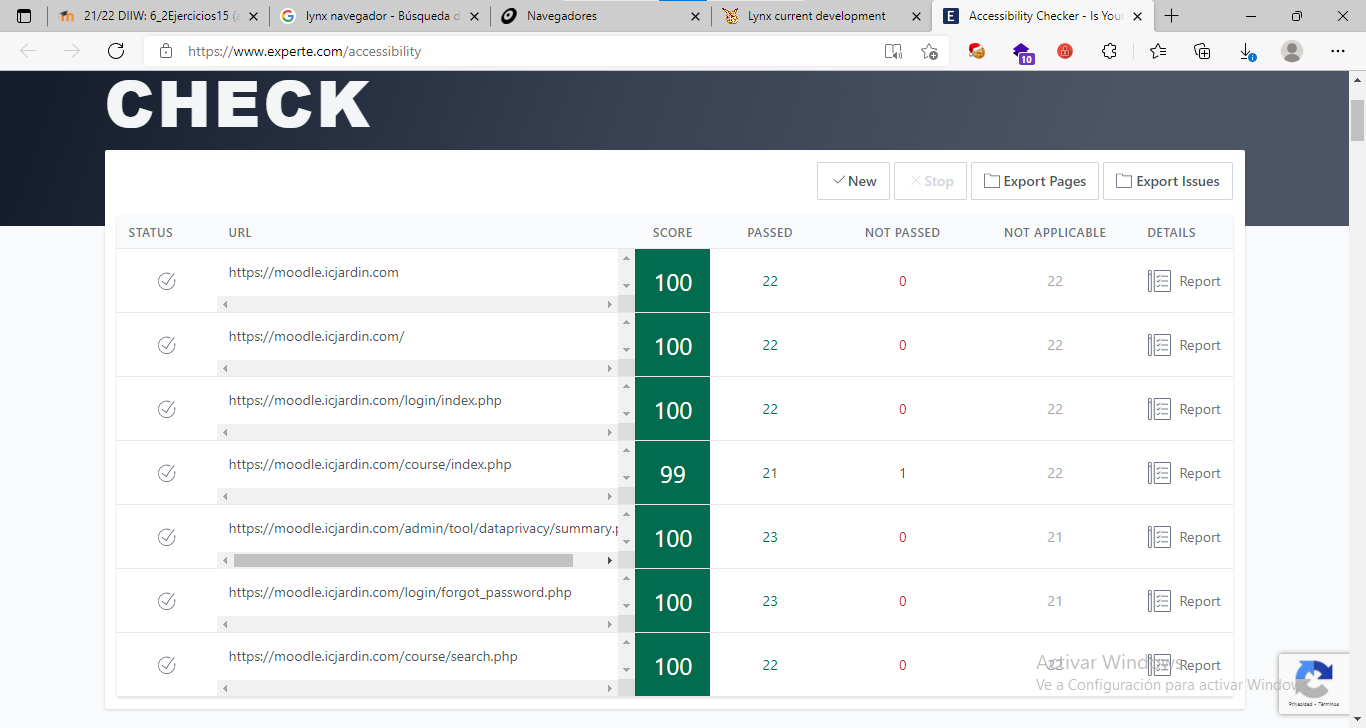 21/22 DIIW: 6_2Ejercicios15 (
lynx navegador - Búsqueda d
Navegadores
Lynx current development
Accessibility Checker - Is Your
https://www.experte.com/accessibility
10
CHECK
New
Stop
Export Pages
Export Issues
STATUS URL SCORE PASSED NOT PASSED NOT APPLICABLE DETAILS
https://moodle.icjardin.com 100 22 0 22 Report
https://moodle.icjardin.com/ 100 22 0 22 Report
https://moodle.icjardin.com/login/index.php 100 22 0 22 Report
https://moodle.icjardin.com/course/index.php 99 21 1 22 Report
https://moodle.icjardin.com/admin/tool/dataprivacy/summary.p 100 23 0 21 Report
https://moodle.icjardin.com/login/forgot_password.php 100 23 0 21 Report
https://moodle.icjardin.com/course/search.php 100 22 0 22 Report
Activar Windows
Ve a Configuración para activar Window
Privacidad - Términos